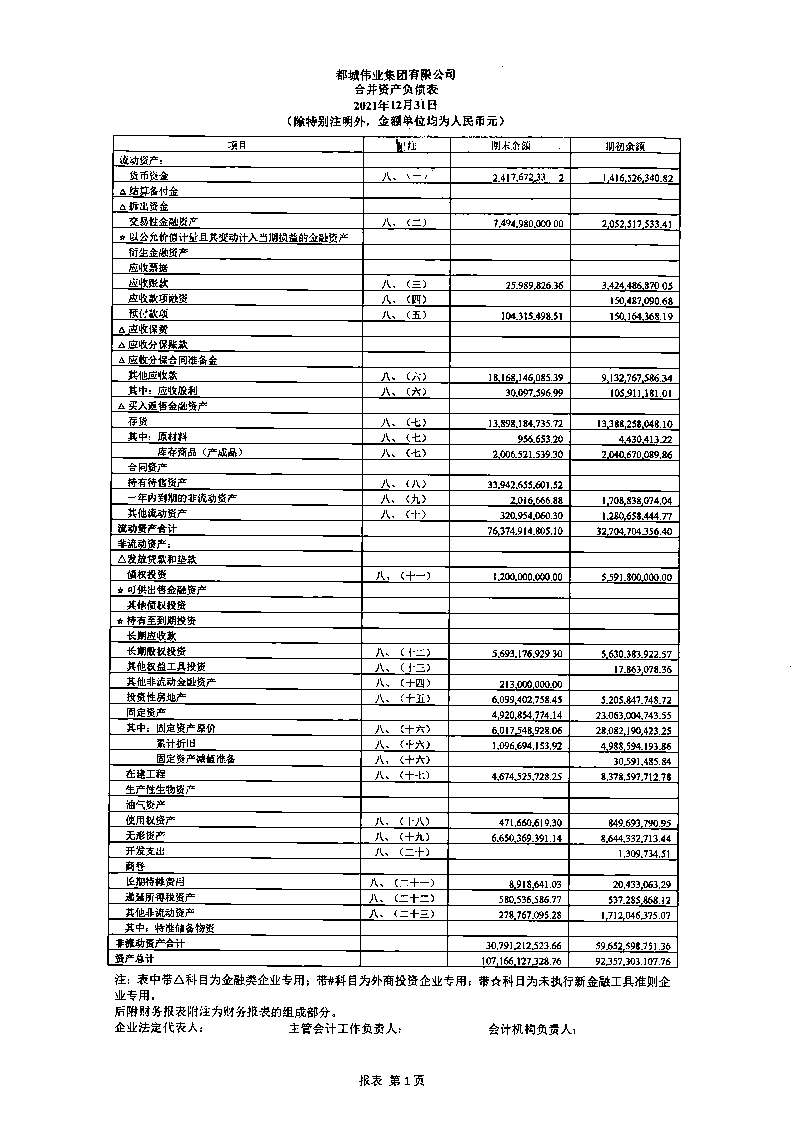 都城伟业集团有限公司
合并资产负债表
2021年12月31日
（除特别注明外，金额单位均为人民币元）
项目 附注 期末余额 期初余额
流动资产：
货币资金 八、（一） 2,417,672,33 2 1,416,526,340.82
△结算备付金
△拆出资金
交易性金融资产 八、（二） 7,494,980,000.00 2,052,517,533.41
☆以公允价值计量且其变动计入当期损益的金融资产
衍生金融资产
应收票据
应收账款 八、（三） 25,989,826.36 3,424,486,870.05
应收款项融资 八、（四） 150,487,090.68
预付款项 八、（五） 104,315,498.51 150,164,368.19
△应收保费
△应收分保账款
△应收分保合同准备金
其他应收款 八、（六） 18,168,146,085.39 9,132,767,586.34
其中：应收股利 八、（六） 30,097,596.99 105,911,181.01
△买入返售金融资产
存货 八、（七） 13,898,184,735.72 13,388,258,048.10
其中：原材料 八、（七） 956,653.20 4,430,413.22
库存商品（产成品） 八、（七） 2,006,521,539.30 2,040,670,089.86
合同资产
持有待售资产 八、（八） 33,942,655,601.52
一年内到期的非流动资产 八、（九） 2,016,666.88 1,708,838,074.04
其他流动资产 八、（十） 320,954,060.30 1,280,658,444.77
流动资产合计 76,374,914,805.10 32,704,704,356.40
非流动资产：
△发放贷款和垫款
债权投资 八、（十一） 1,200,000,000.00 5,591,800,000.00
☆可供出售金融资产
其他债权投资
☆持有至到期投资
长期应收款
长期股权投资 八、（十二） 5,693,176,929.30 5,630,383,922.57
其他权益工具投资 八、（十三） 17,863,078.36
其他非流动金融资产 八、（十四） 213,000,000.00
投资性房地产 八、（十五） 6,099,402,758.45 5,205,847,748.72
固定资产 4,920,854,774.14 23,063,004,743.55
其中：固定资产原价 八、（十六） 6,017,548,928.06 28,082,190,423.25
累计折旧 八、（十六） 1,096,694,153.92 4,988,594,193.86
固定资产减值准备 八、（十六） 30,591,485.84
在建工程 八、（十七） 4,674,525,728.25 8,378,597,712.78
生产性生物资产
油气资产
使用权资产 八、（十八） 471,660,619.30 849,693,790.95
无形资产 八、（十九） 6,650,369,391.14 8,644,332,713.44
开发支出 八、（二十） 1,309,734.51
商誉
长期待摊费用 八、（二十一） 8,918,641.03 20,433,063.29
递延所得税资产 八、（二十二） 580,536,586.77 537,285,868.12
其他非流动资产 八、（二十三） 278,767,095.28 1,712,046,375.07
其中：特准储备物资
非流动资产合计 30,791,212,523.66 59,652,598,751.36
资产总计 107,166,127,328.76 92,357,303,107.76
注：表中带△科目为金融类企业专用；带#科目为外商投资企业专用；带☆科目为未执行新金融工具准则企
业专用。
后附财务报表附注为财务报表的组成部分。
企业法定代表人： 主管会计工作负责人： 会计机构负责人：
报表 第 1 页